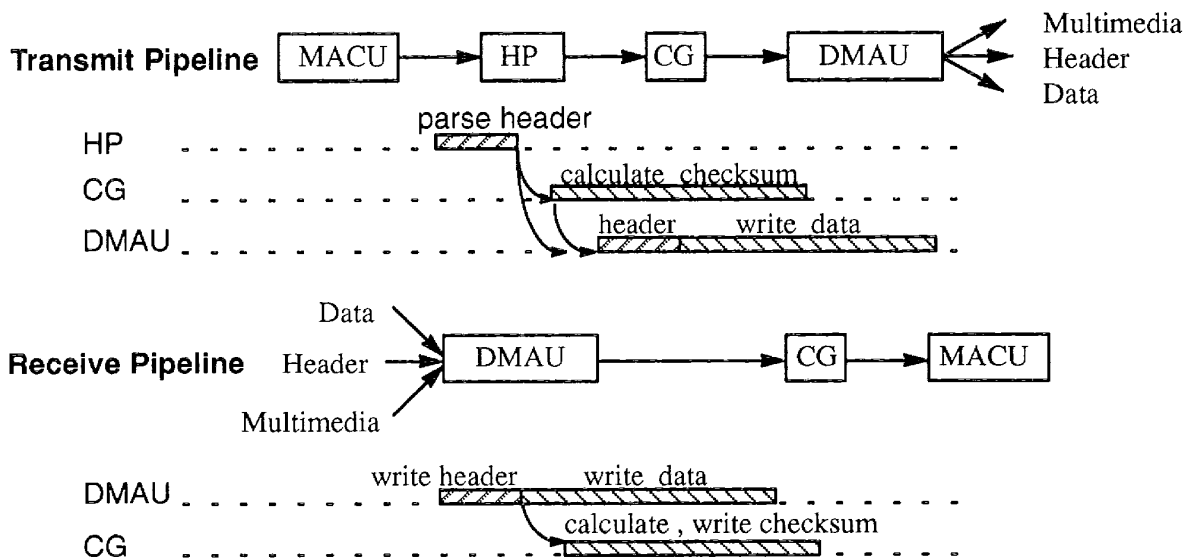 Transmit Pipeline MACU HP CG DMAU Multimedia
Header
Data
parse header
HP
calculate checksum
CG
header write data
DMAU
Data
Receive Pipeline Header DMAU CG MACU
Multimedia
write header write data
DMAU
calculate , write checksum
CG